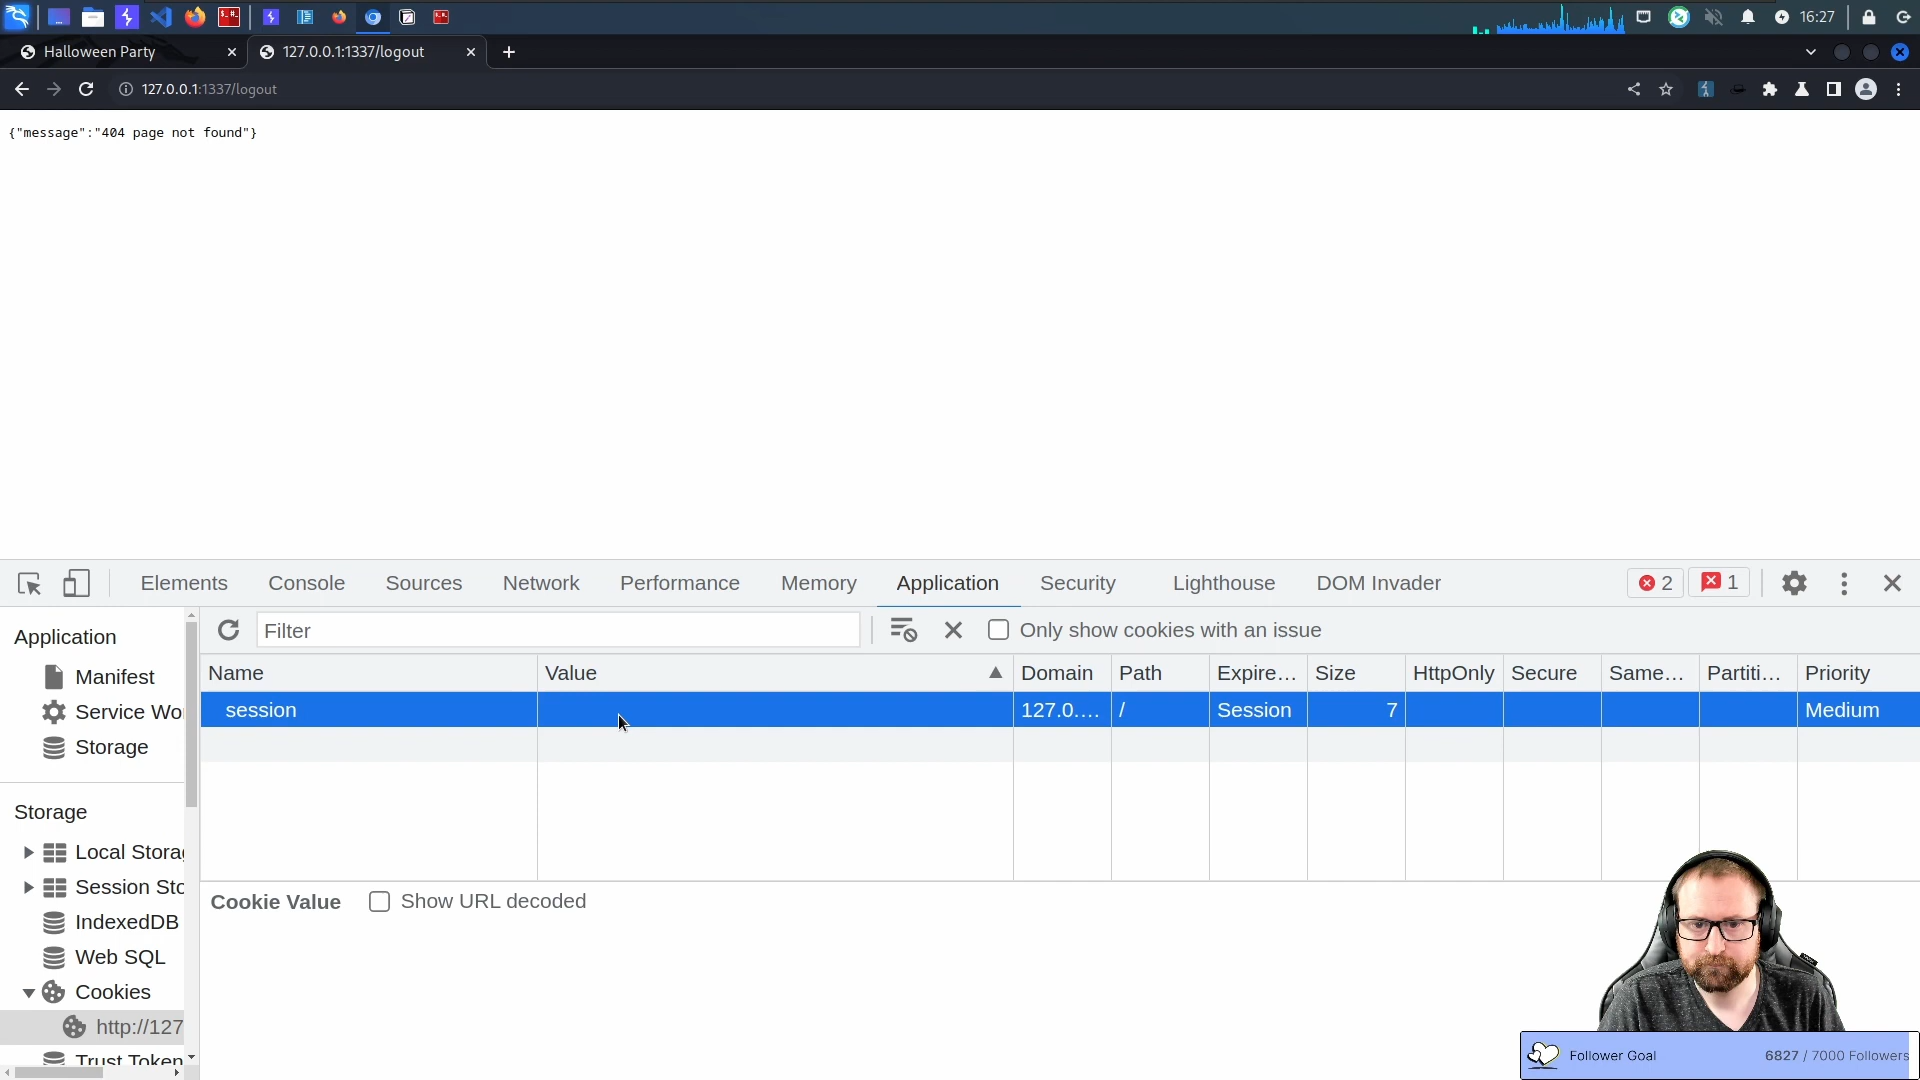 16:27
Halloween Party
127.0.0.1:1337/logout
127.0.0.1:1337/logout
{"message":"404 page not found"}
Elements Console Sources Network Performance Memory Application Security Lighthouse DOM Invader 2 1
Application
Manifest
Service Wo
Storage
Storage
Local Stora
Session Sto
IndexedDB
Web SQL
Cookies
http://127
Trust Token
Filter
Only show cookies with an issue
Name Value Domain Path Expire... Size HttpOnly Secure Same... Partiti... Priority
session 127.0.... / Session 7 Medium
Cookie Value Show URL decoded
Follower Goal 6827 / 7000 Followers